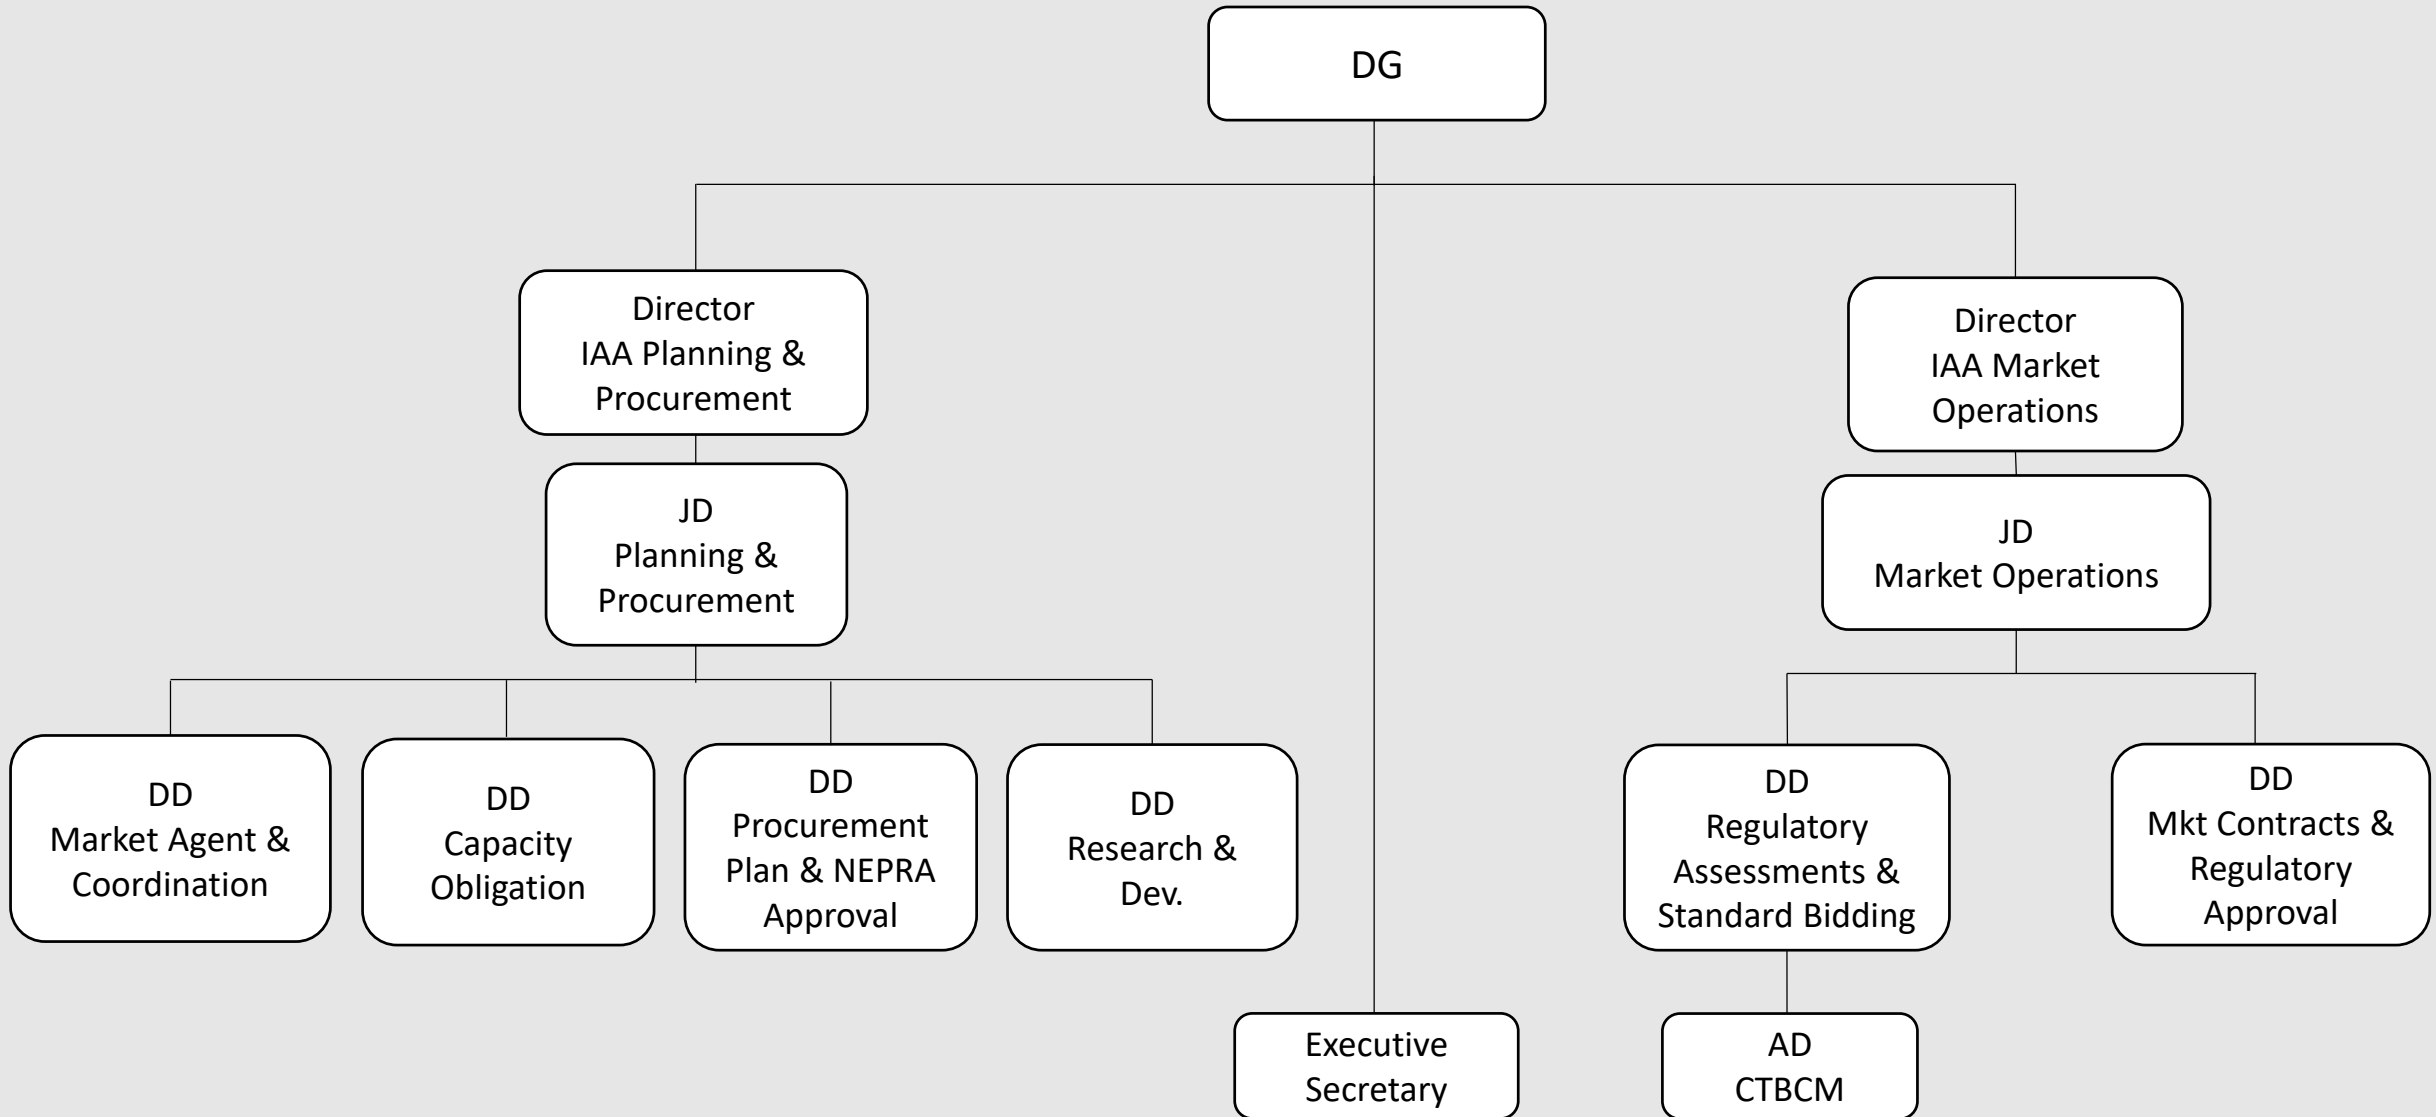 DG
Director
IAA Planning &
Procurement
Director
IAA Market
Operations
JD
Planning &
Procurement
JD
Market Operations
DD
Market Agent &
Coordination
DD
Capacity
Obligation
DD
Procurement
Plan & NEPRA
Approval
DD
Research &
Dev.
DD
Regulatory
Assessments &
Standard Bidding
DD
Mkt Contracts &
Regulatory
Approval
Executive
Secretary
AD
CTBCM